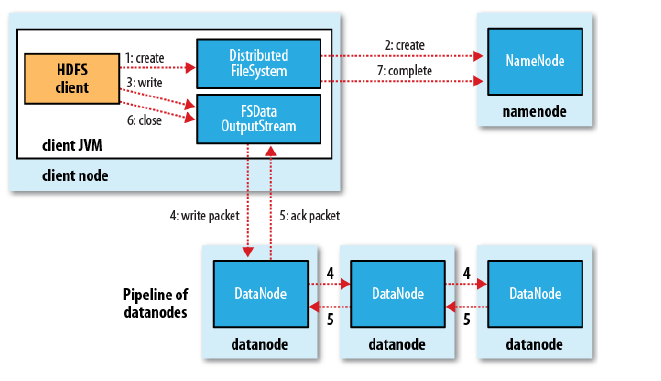 HDFS
client
1: create
3: write
6: close
Distributed
FileSystem
FSData
OutputStream
client JVM
client node
2: create
7: complete
NameNode
namenode
4: write packet
5: ack packet
Pipeline of
datanodes
DataNode
datanode
4
5
DataNode
datanode
4
5
DataNode
datanode